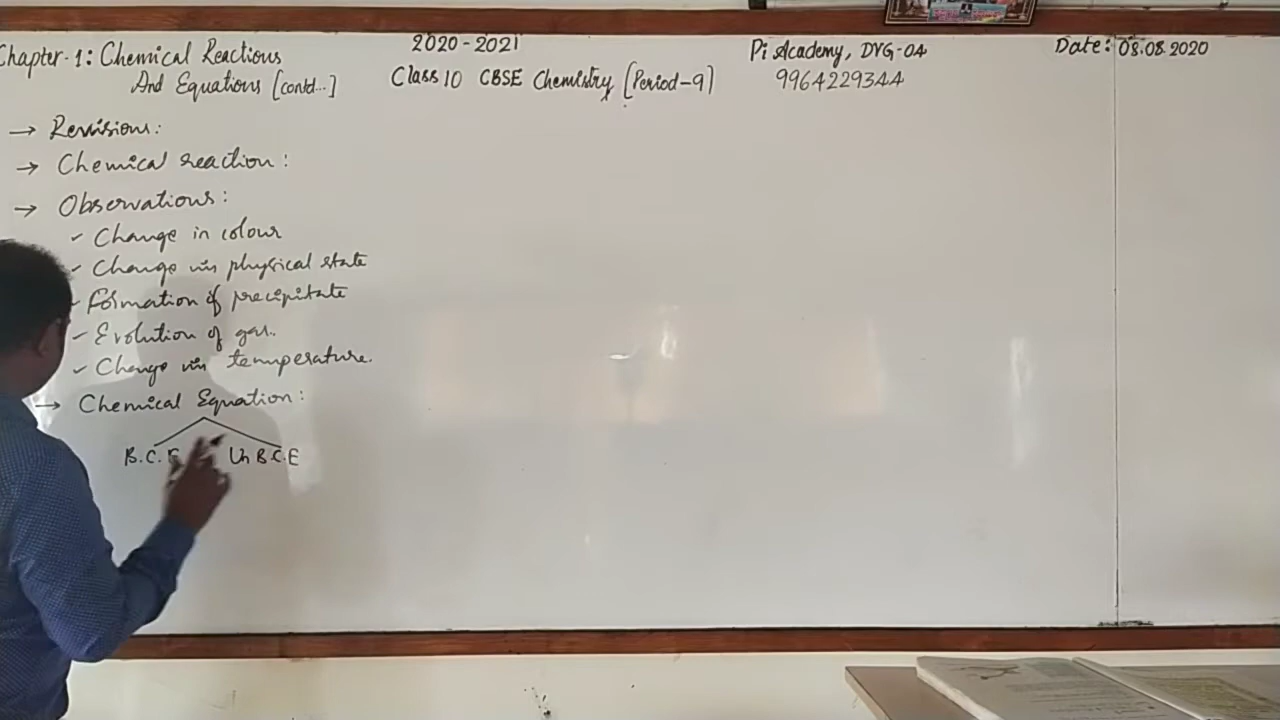 Chapter-1: Chemical Reactions
And Equations [contd...]
2020-2021
Class 10 CBSE Chemistry [Period-9]
Pi Academy, DVG-04
9964229344
Date: 08.08.2020
→ Revisions:
→ Chemical reaction:
→ Observations:
✓ Change in colour
✓ Change in physical state
✓ Formation of precipitate
✓ Evolution of gas.
✓ Change in temperature.
→ Chemical Equation:
B.C.E Un B.C.E